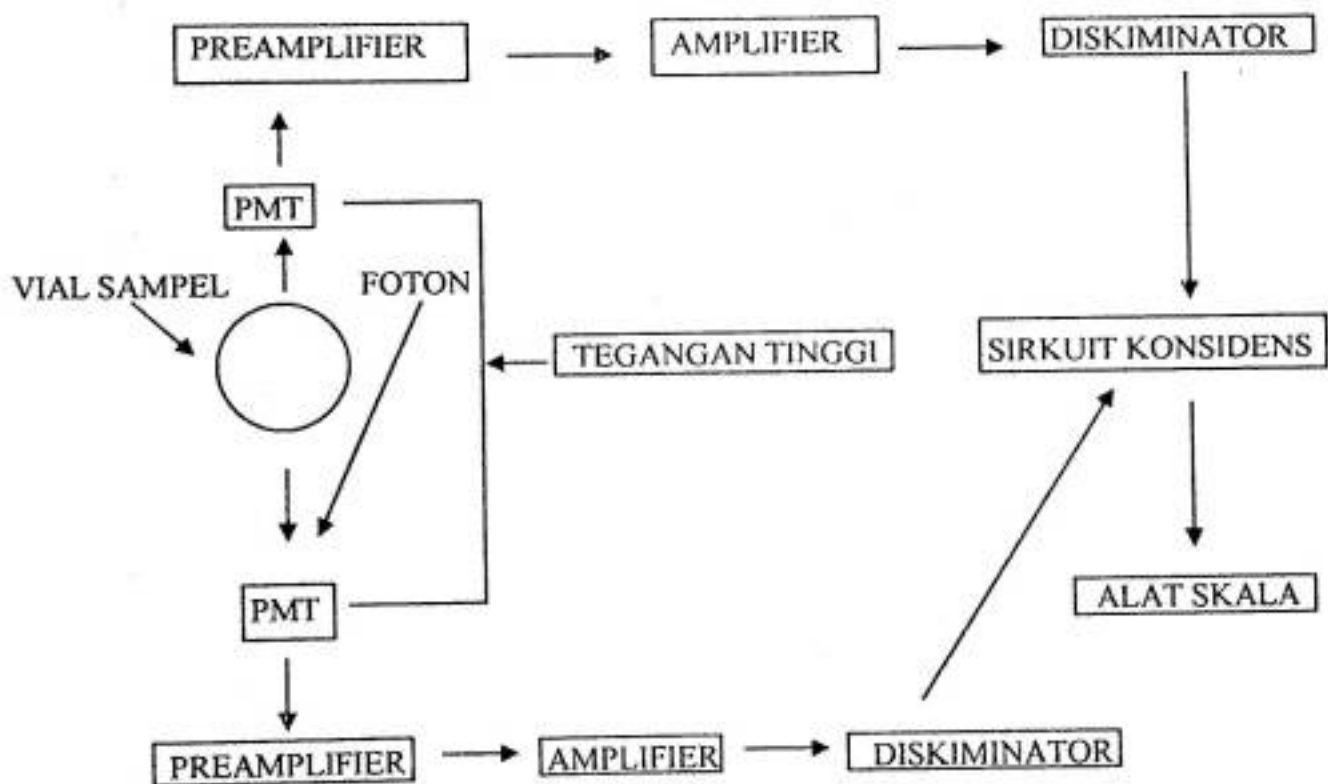 PREAMPLIFIER
AMPLIFIER
DISKIMINATOR
PMT
VIAL SAMPEL
FOTON
TEGANGAN TINGGI
SIRKUIT KONSIDENS
PMT
ALAT SKALA
PREAMPLIFIER
AMPLIFIER
DISKIMINATOR